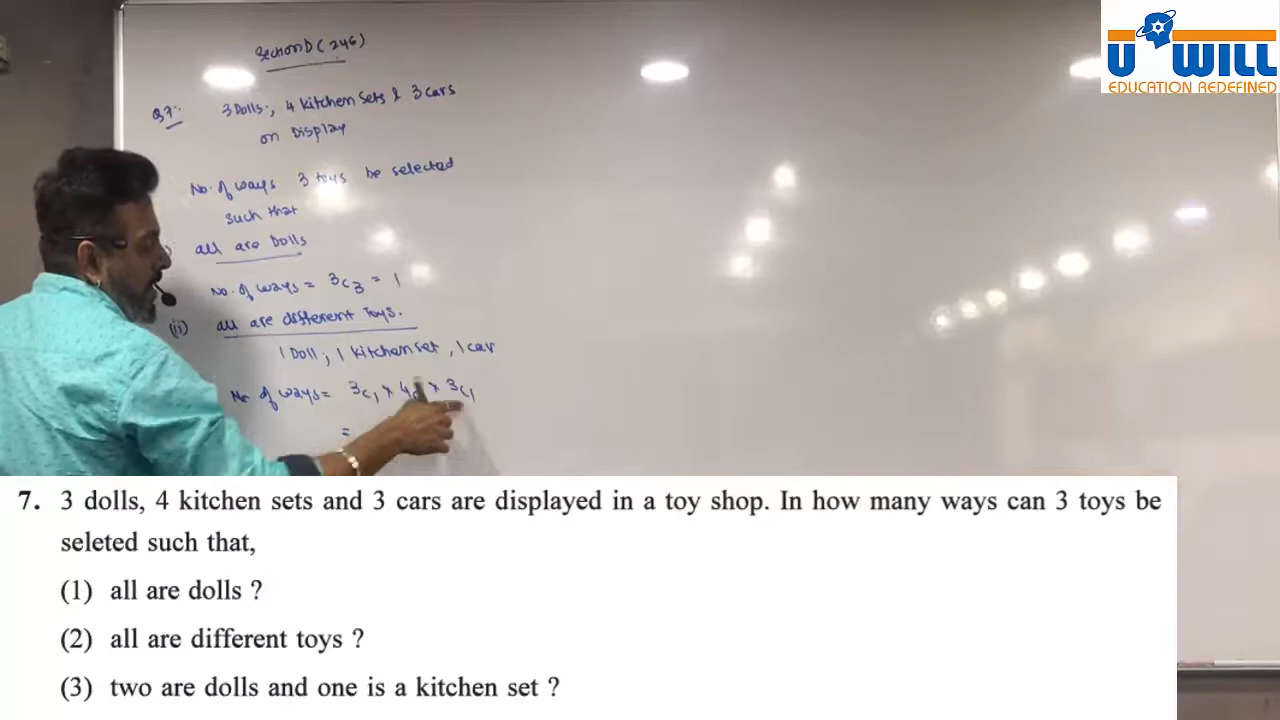 Section D (246)
Q7:- 3 Dolls, 4 Kitchen Sets & 3 cars
on Display
No. of ways 3 toys be selected
such that
all are Dolls
No. of ways = 3C3 = 1
(ii) all are different Toys.
1 Doll, 1 Kitchen set, 1 car
No. of ways = 3C1 × 4C × 3C1
=
U WILL
EDUCATION REDEFINED
7. 3 dolls, 4 kitchen sets and 3 cars are displayed in a toy shop. In how many ways can 3 toys be
seleted such that,
(1) all are dolls ?
(2) all are different toys ?
(3) two are dolls and one is a kitchen set ?